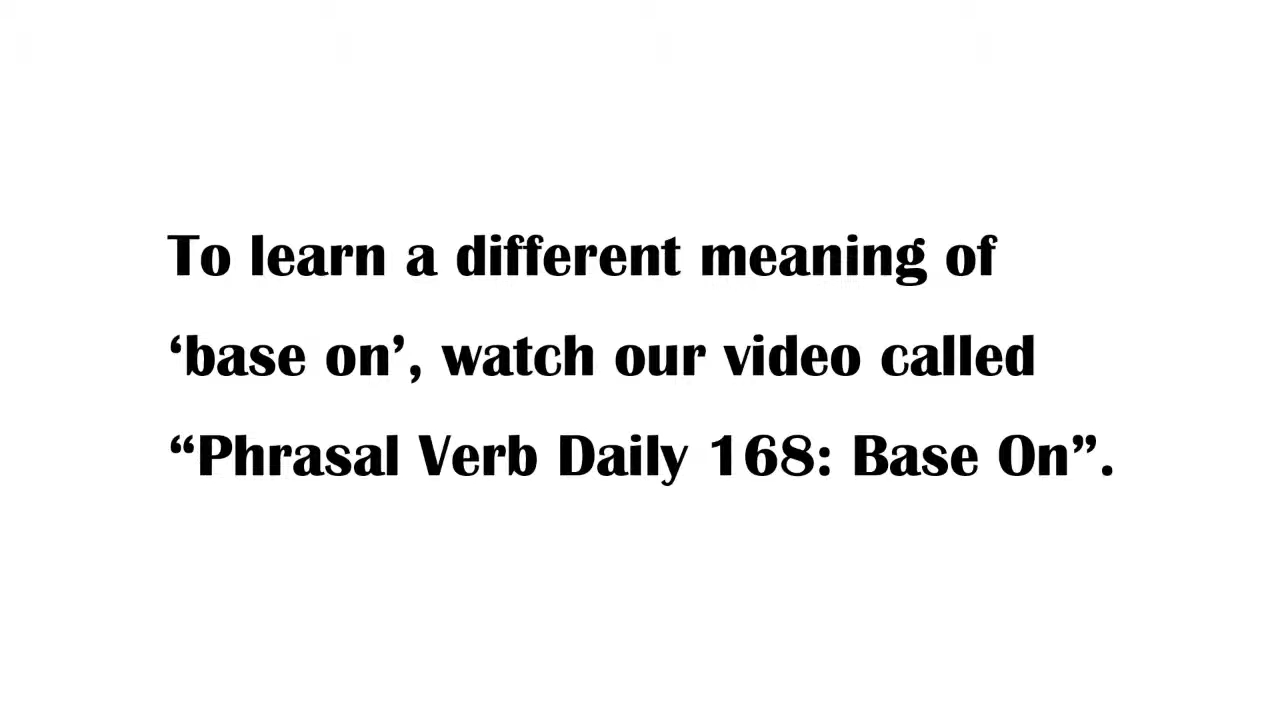 To learn a different meaning of
‘base on’, watch our video called
“Phrasal Verb Daily 168: Base On”.